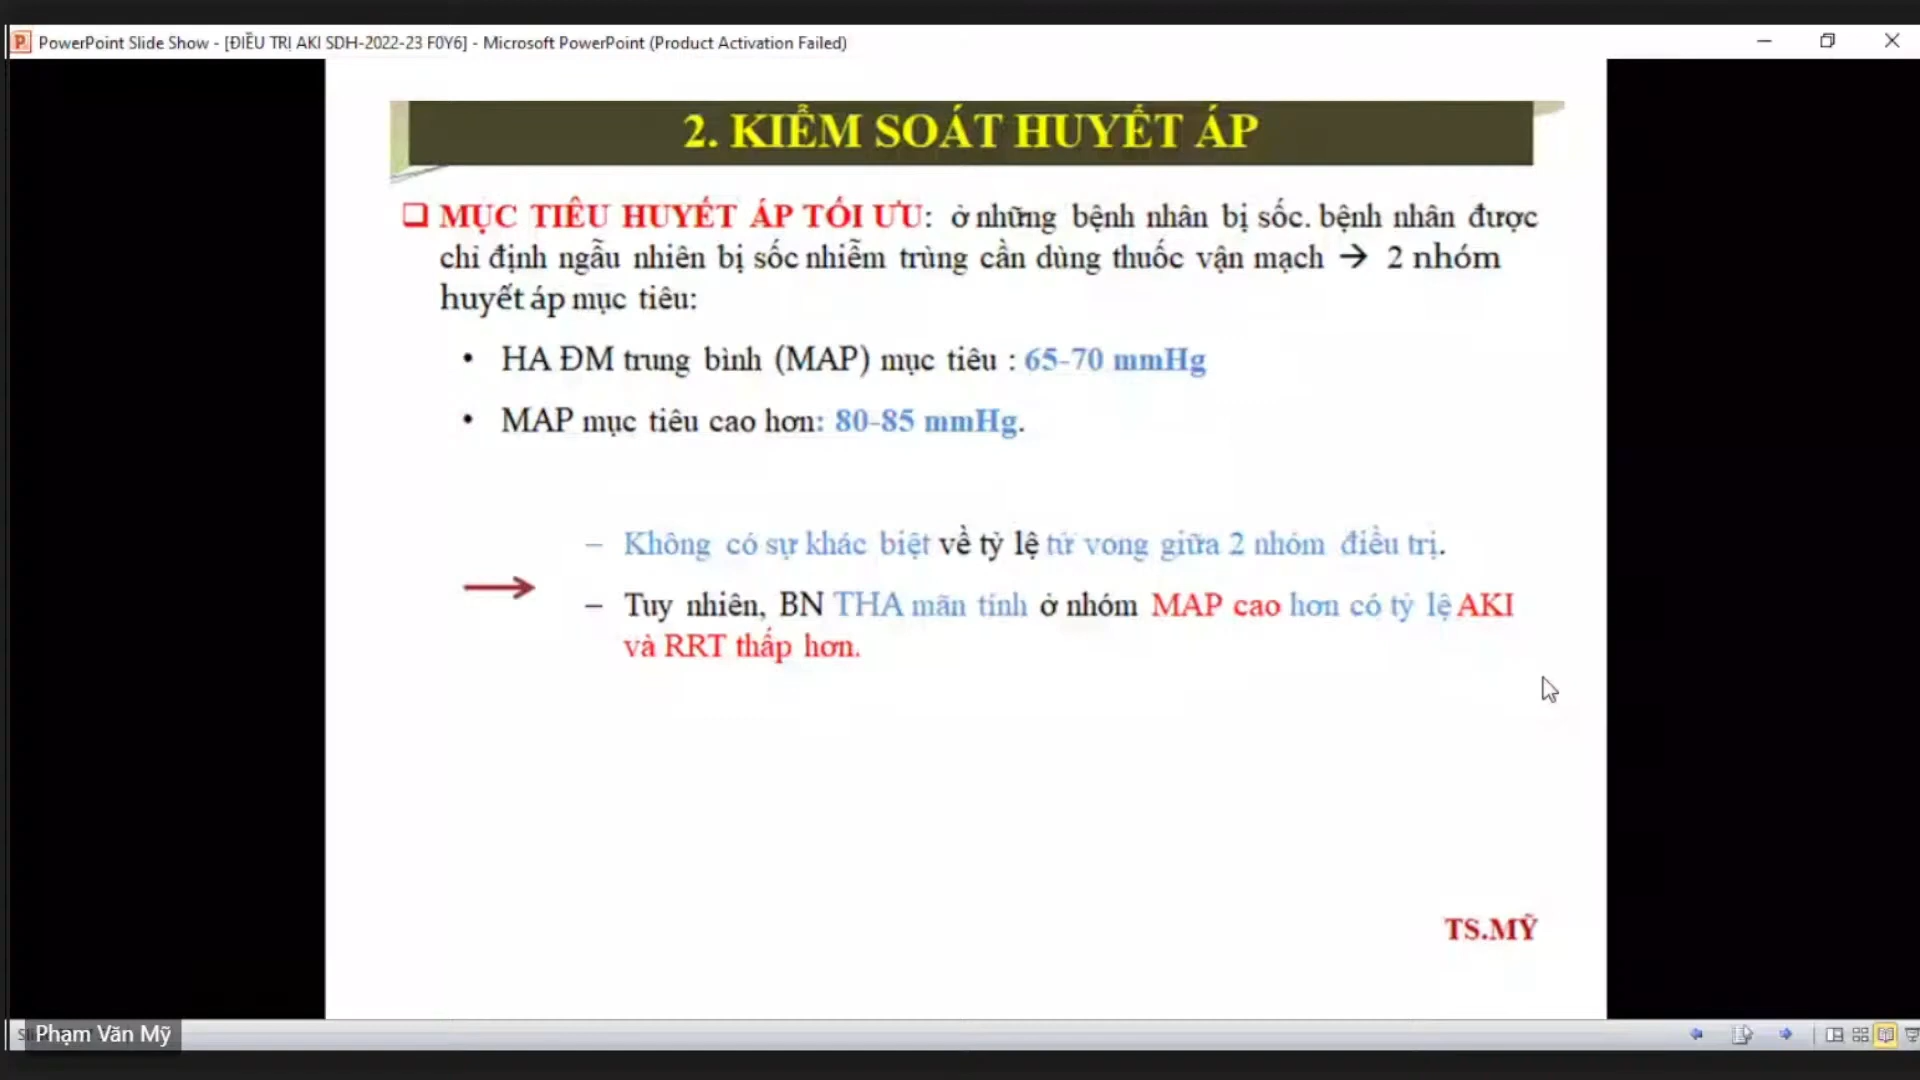 PowerPoint Slide Show - [ĐIỀU TRỊ AKI SDH-2022-23 F0Y6] - Microsoft PowerPoint (Product Activation Failed)
2. KIỂM SOÁT HUYẾT ÁP
MỤC TIÊU HUYẾT ÁP TỐI ƯU: ở những bệnh nhân bị sốc. bệnh nhân được
chỉ định ngẫu nhiên bị sốc nhiễm trùng cần dùng thuốc vận mạch → 2 nhóm
huyết áp mục tiêu:
• HA ĐM trung bình (MAP) mục tiêu : 65-70 mmHg
• MAP mục tiêu cao hơn: 80-85 mmHg.
– Không có sự khác biệt về tỷ lệ tử vong giữa 2 nhóm điều trị.
– Tuy nhiên, BN THA mãn tính ở nhóm MAP cao hơn có tỷ lệ AKI
và RRT thấp hơn.
TS.MỸ
Phạm Văn Mỹ